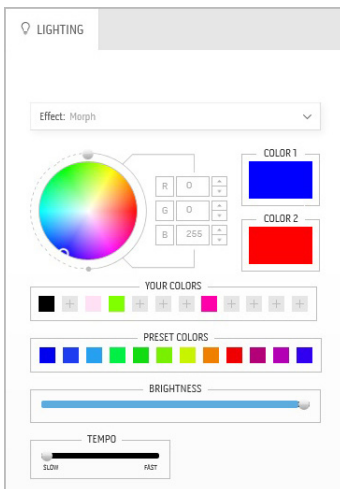 LIGHTING
Effect: Morph
COLOR 1
R 0
G 0
B 255
COLOR 2
YOUR COLORS
PRESET COLORS
BRIGHTNESS
TEMPO
SLOW FAST